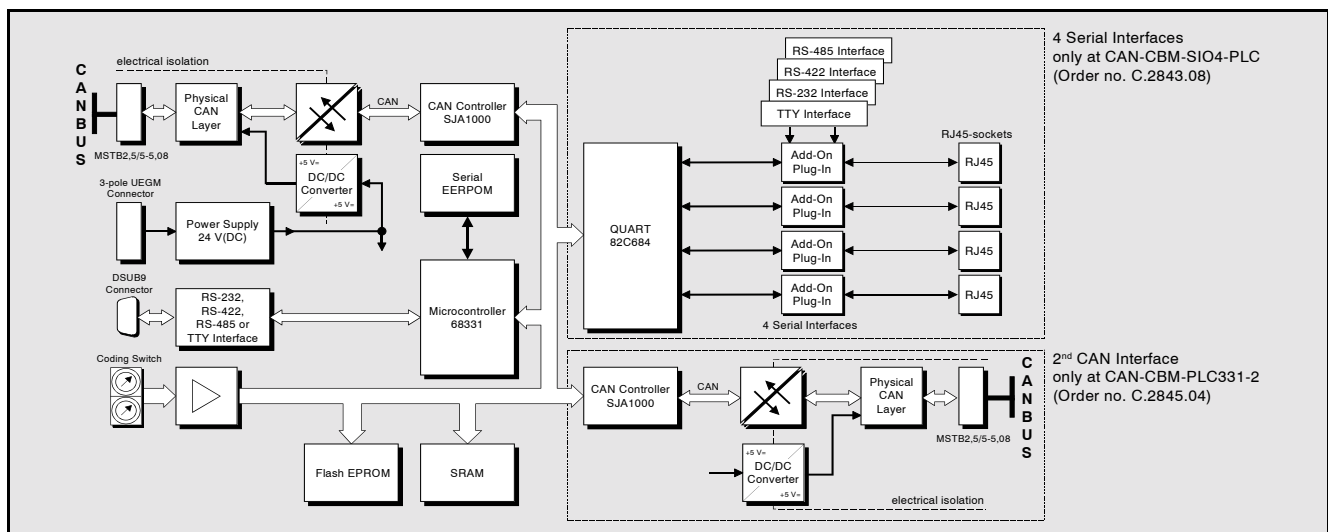 C
A
N
B
U
S
electrical isolation
MSTB2,5/5-5,08
Physical
CAN
Layer
CAN
CAN Controller
SJA1000
+5 V=
DC/DC
Converter
+5 V=
Serial
EERPOM
3-pole UEGM
Connector
Power Supply
24 V(DC)
DSUB9
Connector
RS-232,
RS-422,
RS-485 or
TTY Interface
Microcontroller
68331
Coding Switch
Flash EPROM
SRAM
RS-485 Interface
RS-422 Interface
RS-232 Interface
TTY Interface
RJ45-sockets
QUART
82C684
Add-On
Plug-In
RJ45
Add-On
Plug-In
RJ45
Add-On
Plug-In
RJ45
Add-On
Plug-In
RJ45
4 Serial Interfaces
4 Serial Interfaces
only at CAN-CBM-SIO4-PLC
(Order no. C.2843.08)
CAN Controller
SJA1000
CAN
Physical
CAN
Layer
MSTB2,5/5-5,08
C
A
N
B
U
S
+5 V=
DC/DC
Converter
+5 V=
electrical isolation
2nd CAN Interface
only at CAN-CBM-PLC331-2
(Order no. C.2845.04)